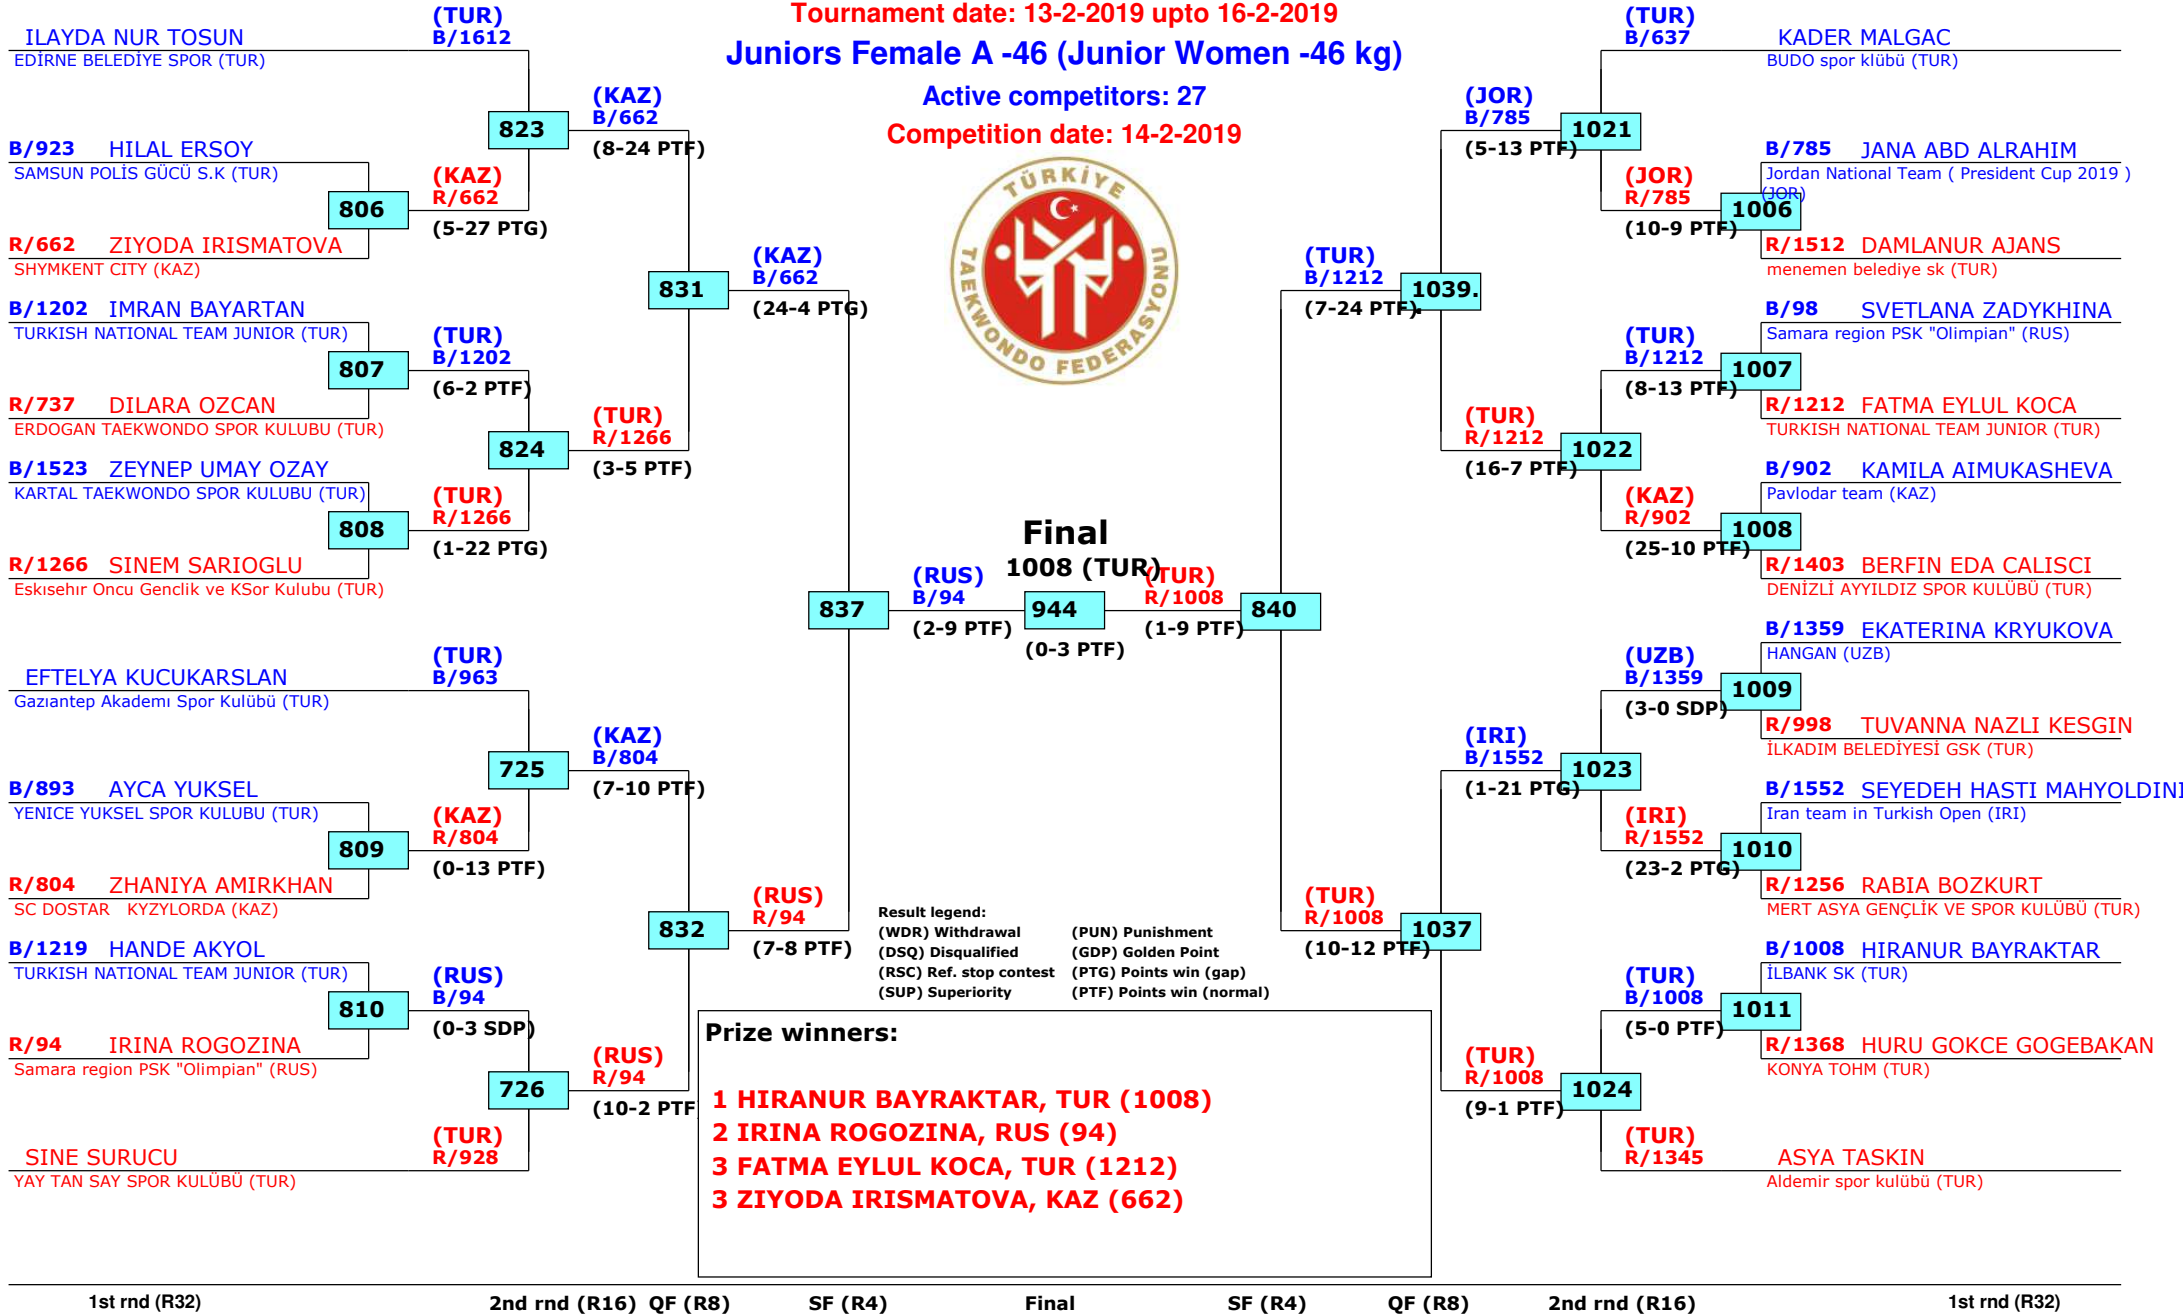 Tournament date: 13-2-2019 upto 16-2-2019
Juniors Female A -46 (Junior Women -46 kg)
Active competitors: 27
Competition date: 14-2-2019
TÜRKİYE
TAEKWONDO FEDERASYONU
ILAYDA NUR TOSUN
EDİRNE BELEDİYE SPOR (TUR)
(TUR)
B/1612
B/923 HILAL ERSOY
SAMSUN POLİS GÜCÜ S.K (TUR)
806
R/662 ZIYODA IRISMATOVA
SHYMKENT CITY (KAZ)
(KAZ)
R/662
(5-27 PTG)
823
(KAZ)
B/662
(8-24 PTF)
B/1202 IMRAN BAYARTAN
TURKISH NATIONAL TEAM JUNIOR (TUR)
807
R/737 DILARA OZCAN
ERDOGAN TAEKWONDO SPOR KULUBU (TUR)
(TUR)
B/1202
(6-2 PTF)
B/1523 ZEYNEP UMAY OZAY
KARTAL TAEKWONDO SPOR KULUBU (TUR)
808
R/1266 SINEM SARIOGLU
Eskısehır Oncu Genclik ve KSor Kulubu (TUR)
(TUR)
R/1266
(1-22 PTG)
824
(TUR)
R/1266
(3-5 PTF)
831
(KAZ)
B/662
(24-4 PTG)
EFTELYA KUCUKARSLAN
Gazıantep Akademı Spor Kulübü (TUR)
(TUR)
B/963
B/893 AYCA YUKSEL
YENICE YUKSEL SPOR KULUBU (TUR)
809
R/804 ZHANIYA AMIRKHAN
SC DOSTAR KYZYLORDA (KAZ)
(KAZ)
R/804
(0-13 PTF)
725
(KAZ)
B/804
(7-10 PTF)
B/1219 HANDE AKYOL
TURKISH NATIONAL TEAM JUNIOR (TUR)
810
R/94 IRINA ROGOZINA
Samara region PSK "Olimpian" (RUS)
(RUS)
B/94
(0-3 SDP)
SINE SURUCU
YAY TAN SAY SPOR KULÜBÜ (TUR)
(TUR)
R/928
726
(RUS)
R/94
(10-2 PTF
832
(RUS)
R/94
(7-8 PTF)
837
(RUS)
B/94
(2-9 PTF)
Final
1008 (TUR)
944
(0-3 PTF)
(TUR)
R/1008
(1-9 PTF)
840
(TUR)
B/1212
(7-24 PTF).
1039.
(JOR)
B/785
(5-13 PTF)
1021
(TUR)
B/637
KADER MALGAC
BUDO spor klübü (TUR)
(JOR)
R/785
(10-9 PTF)
B/785 JANA ABD ALRAHIM
Jordan National Team ( President Cup 2019 )
(JOR)
1006
R/1512 DAMLANUR AJANS
menemen belediye sk (TUR)
(TUR)
R/1212
(16-7 PTF)
1022
(TUR)
B/1212
(8-13 PTF)
B/98 SVETLANA ZADYKHINA
Samara region PSK "Olimpian" (RUS)
1007
R/1212 FATMA EYLUL KOCA
TURKISH NATIONAL TEAM JUNIOR (TUR)
(KAZ)
R/902
(25-10 PTF)
B/902 KAMILA AIMUKASHEVA
Pavlodar team (KAZ)
1008
R/1403 BERFIN EDA CALISCI
DENİZLİ AYYILDIZ SPOR KULÜBÜ (TUR)
(TUR)
R/1008
(10-12 PTF)
1037
(IRI)
B/1552
(1-21 PTG)
1023
(UZB)
B/1359
(3-0 SDP)
B/1359 EKATERINA KRYUKOVA
HANGAN (UZB)
1009
R/998 TUVANNA NAZLI KESGIN
İLKADIM BELEDİYESİ GSK (TUR)
(IRI)
R/1552
(23-2 PTG)
B/1552 SEYEDEH HASTI MAHYOLDINI
Iran team in Turkish Open (IRI)
1010
R/1256 RABIA BOZKURT
MERT ASYA GENÇLİK VE SPOR KULÜBÜ (TUR)
(TUR)
R/1008
(9-1 PTF)
1024
(TUR)
B/1008
(5-0 PTF)
B/1008 HIRANUR BAYRAKTAR
İLBANK SK (TUR)
1011
R/1368 HURU GOKCE GOGEBAKAN
KONYA TOHM (TUR)
(TUR)
R/1345
ASYA TASKIN
Aldemir spor kulübü (TUR)
Result legend:
(WDR) Withdrawal (PUN) Punishment
(DSQ) Disqualified (GDP) Golden Point
(RSC) Ref. stop contest (PTG) Points win (gap)
(SUP) Superiority (PTF) Points win (normal)
Prize winners:
1 HIRANUR BAYRAKTAR, TUR (1008)
2 IRINA ROGOZINA, RUS (94)
3 FATMA EYLUL KOCA, TUR (1212)
3 ZIYODA IRISMATOVA, KAZ (662)
1st rnd (R32) 2nd rnd (R16) QF (R8) SF (R4) Final SF (R4) QF (R8) 2nd rnd (R16) 1st rnd (R32)